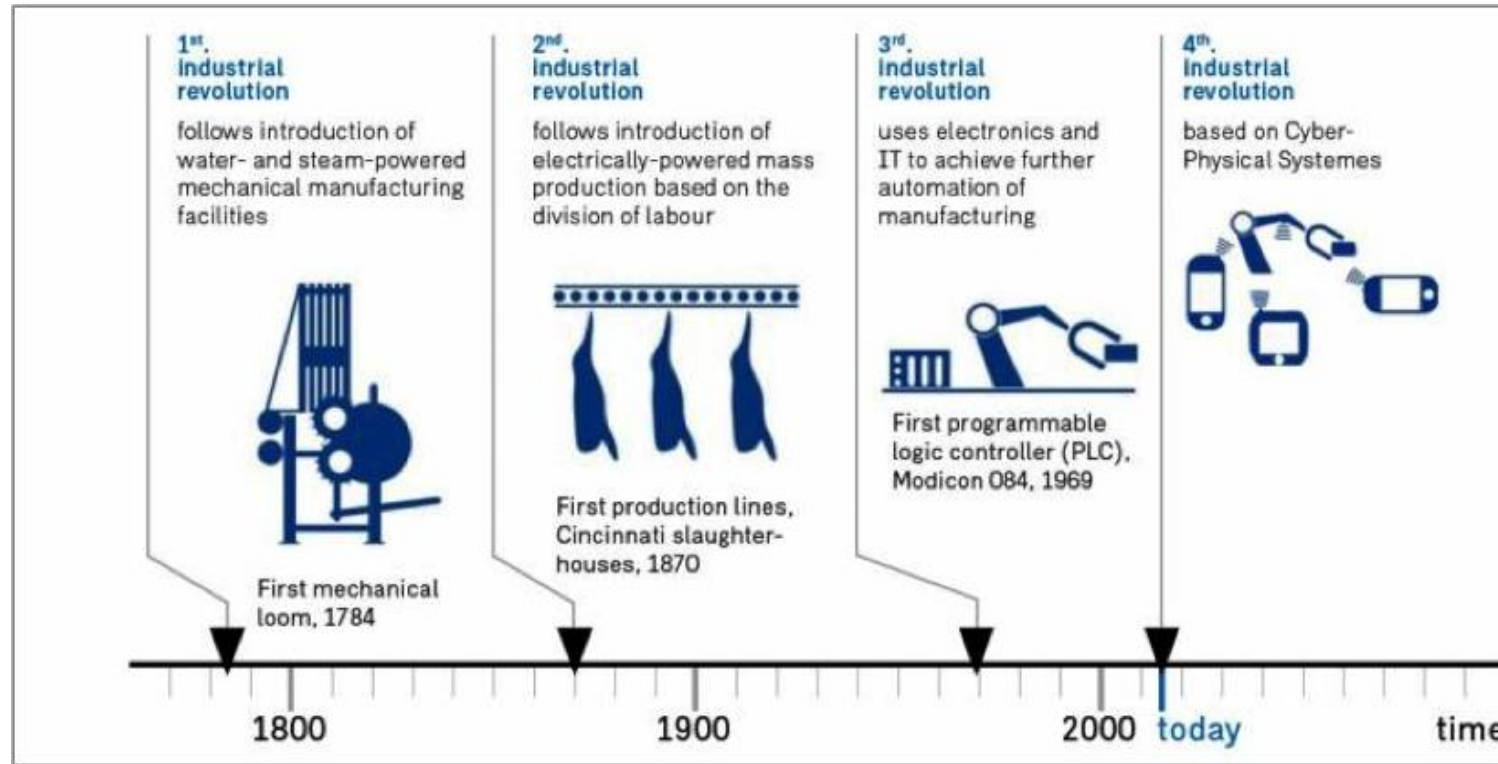 1st.
industrial
revolution
follows introduction of
water- and steam-powered
mechanical manufacturing
facilities
First mechanical
loom, 1784
2nd.
industrial
revolution
follows introduction of
electrically-powered mass
production based on the
division of labour
First production lines,
Cincinnati slaughter-
houses, 1870
3rd.
industrial
revolution
uses electronics and
IT to achieve further
automation of
manufacturing
First programmable
logic controller (PLC),
Modicon 084, 1969
4th.
industrial
revolution
based on Cyber-
Physical Systemes
1800 1900 2000 today time